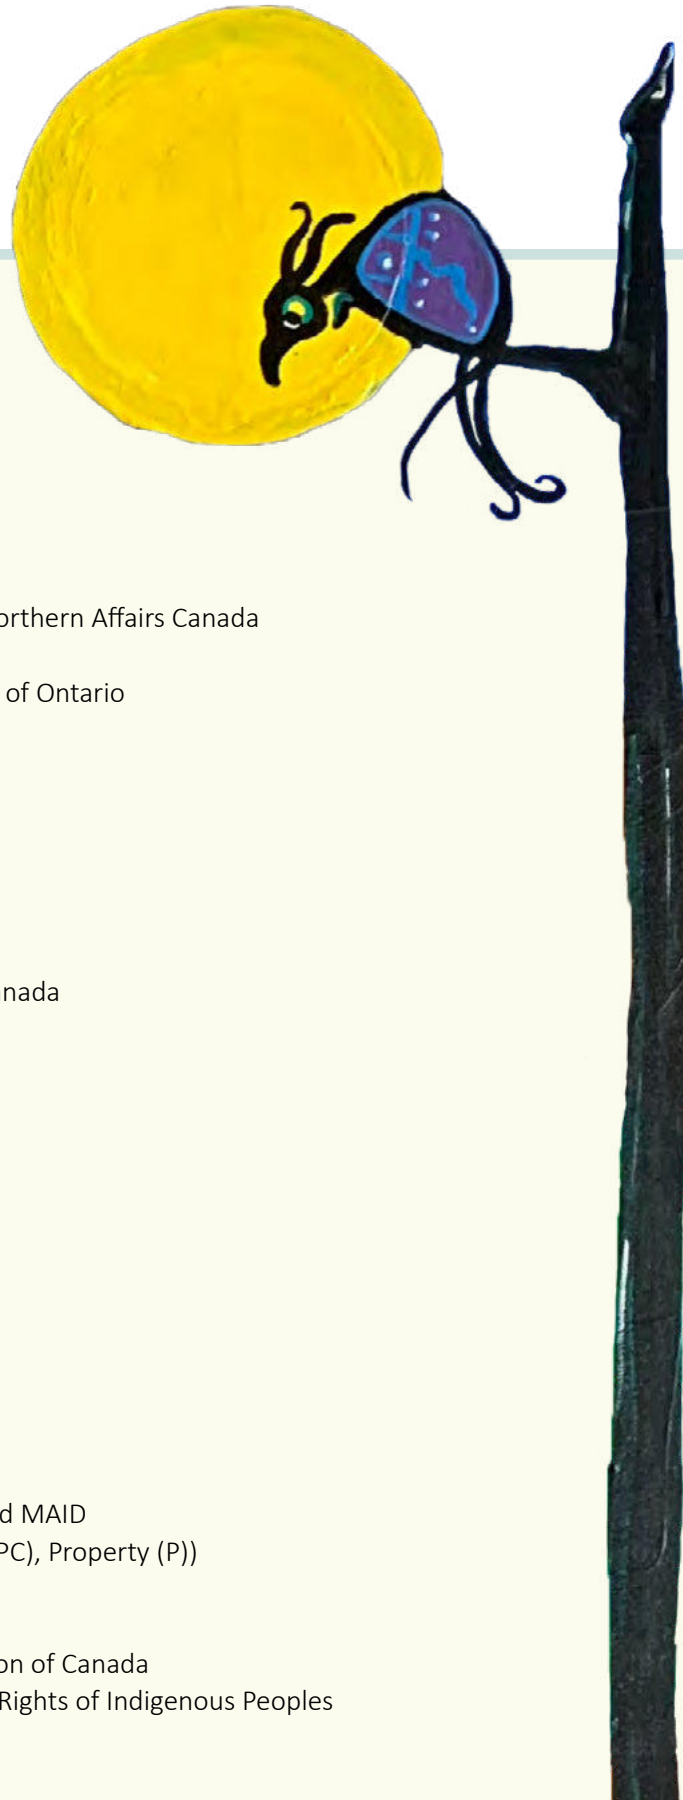 orthern Affairs Canada
of Ontario
nada
d MAID
PC), Property (P))
on of Canada
Rights of Indigenous Peoples